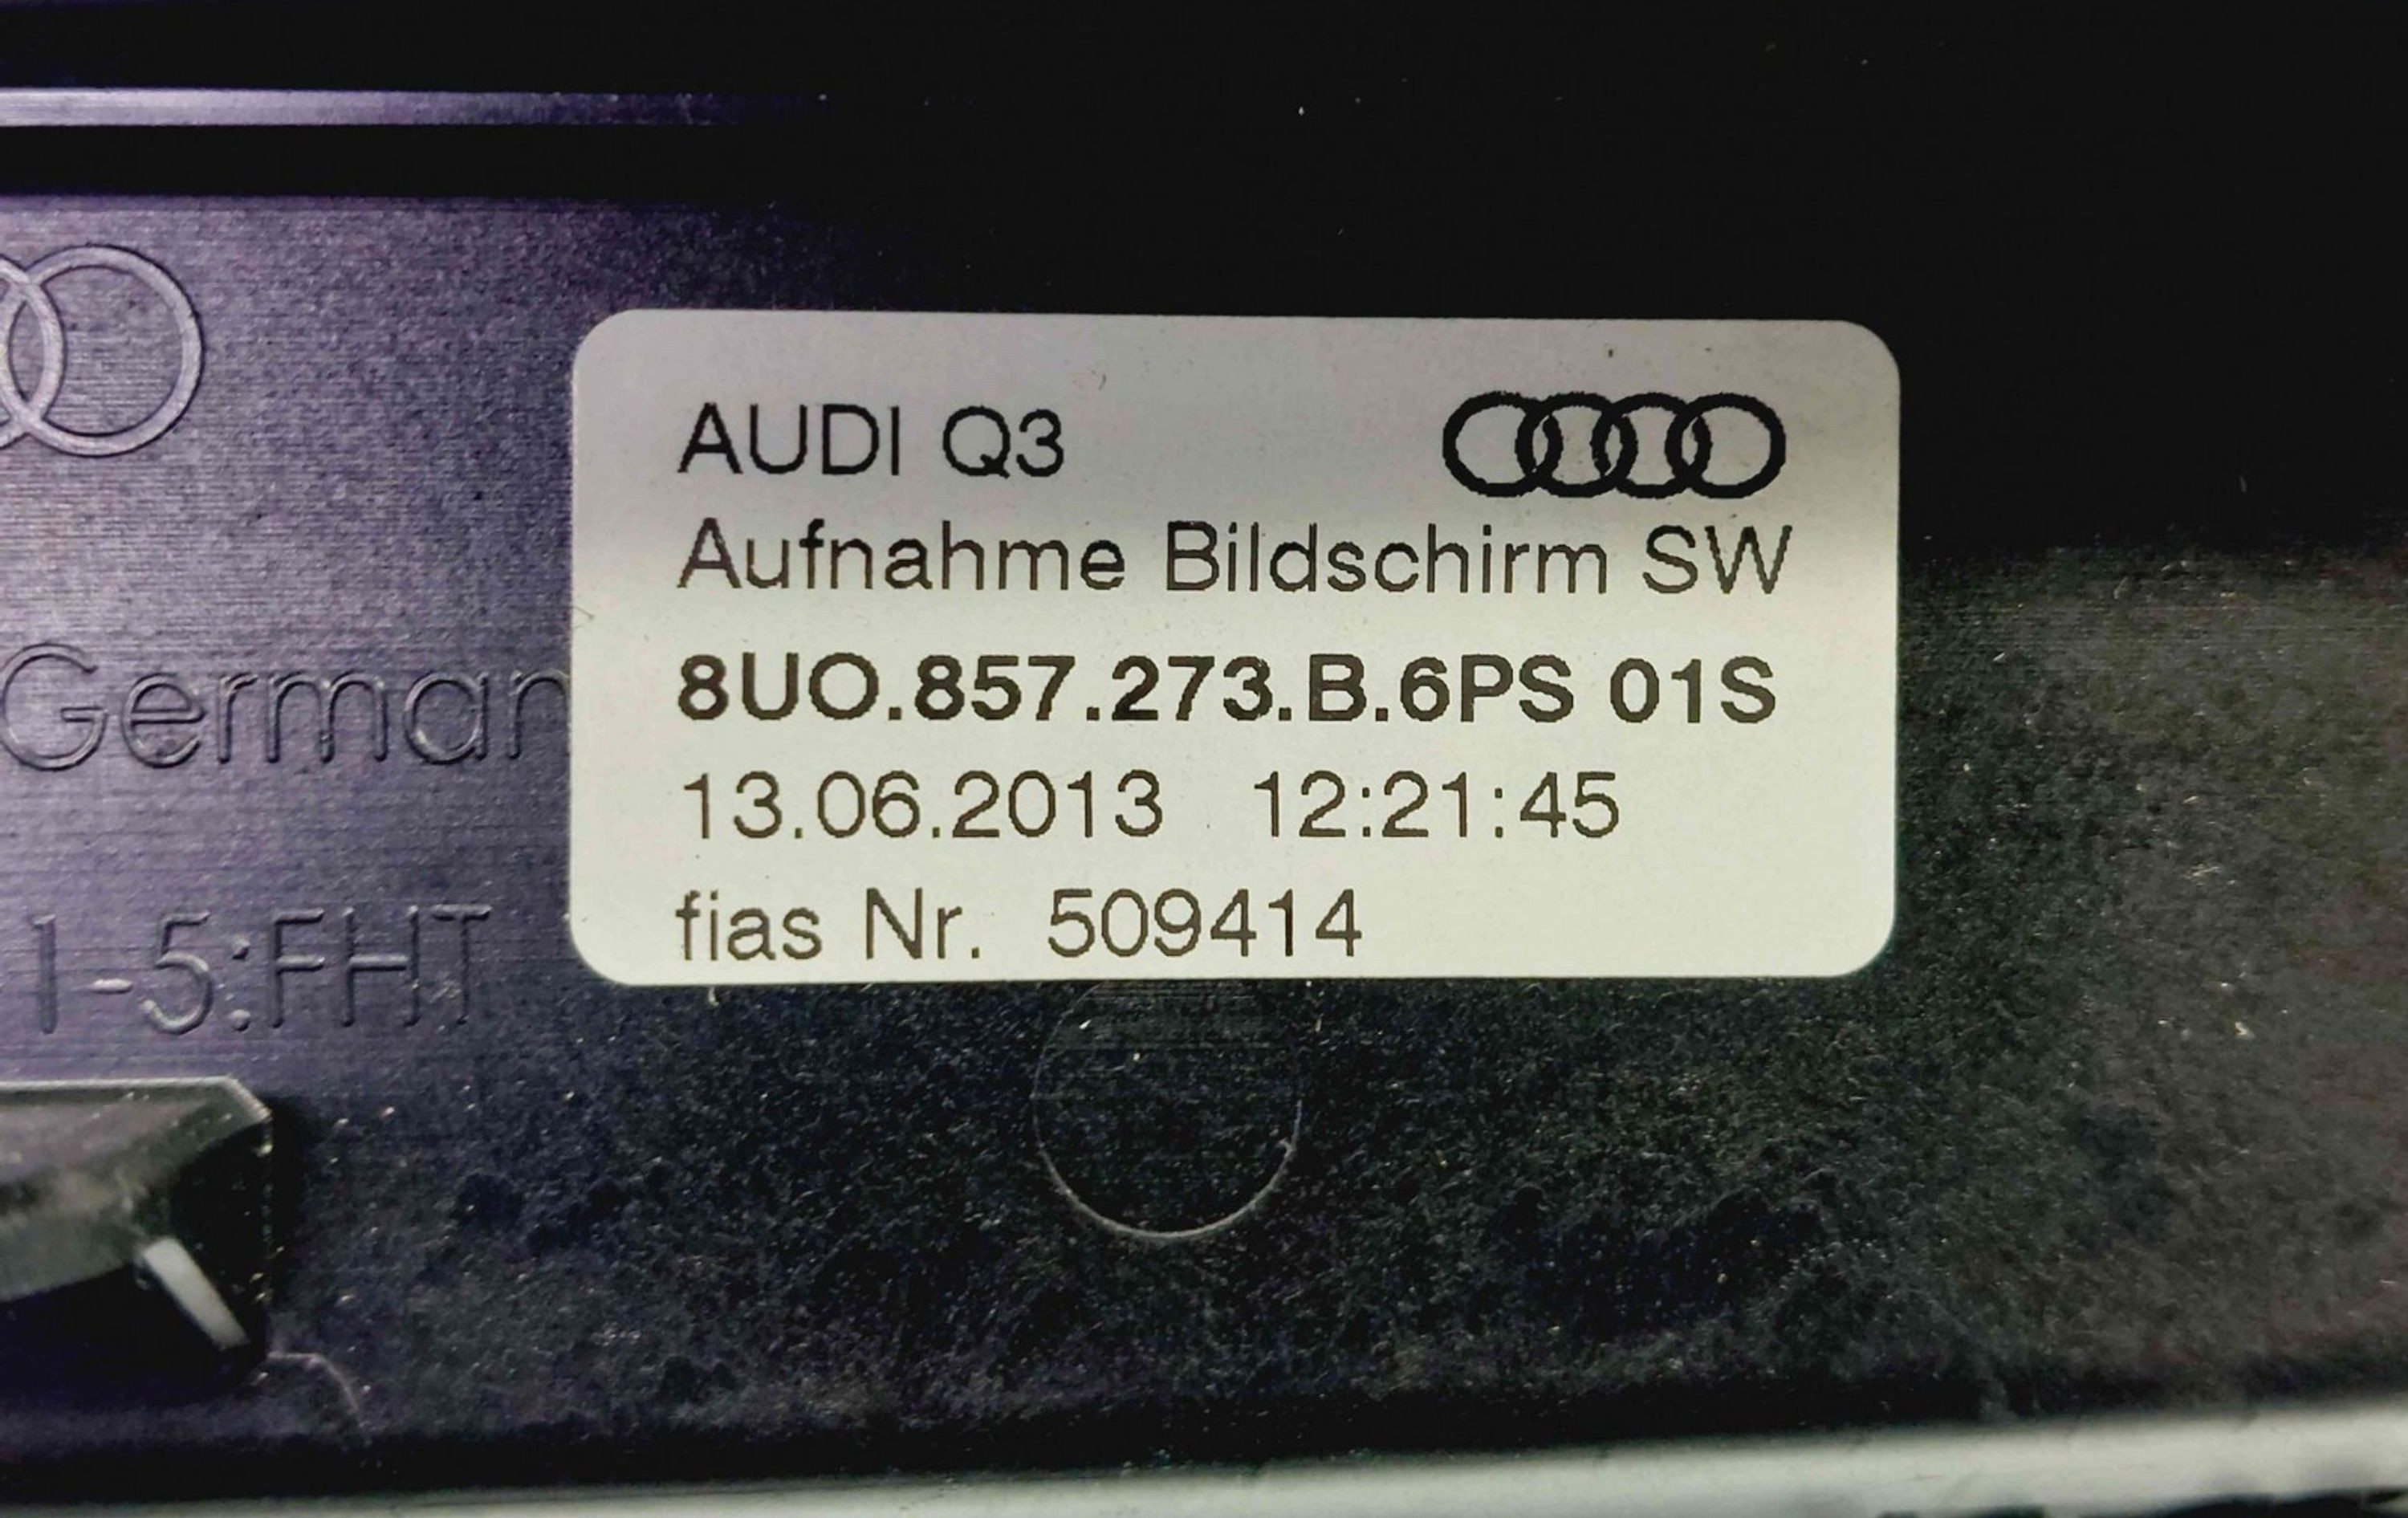 AUDI Q3
Aufnahme Bildschirm SW
8UO.857.273.B.6PS 01S
13.06.2013 12:21:45
fias Nr. 509414
German
1-5:FHT